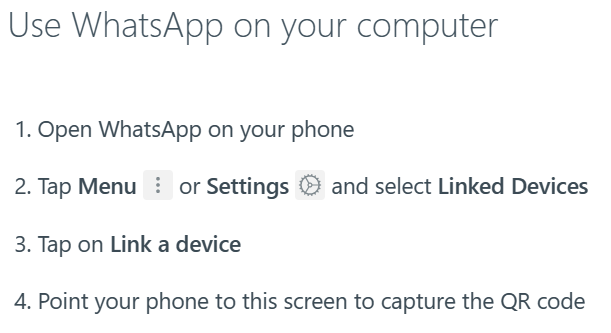 Use WhatsApp on your computer
1. Open WhatsApp on your phone
2. Tap Menu or Settings and select Linked Devices
3. Tap on Link a device
4. Point your phone to this screen to capture the QR code